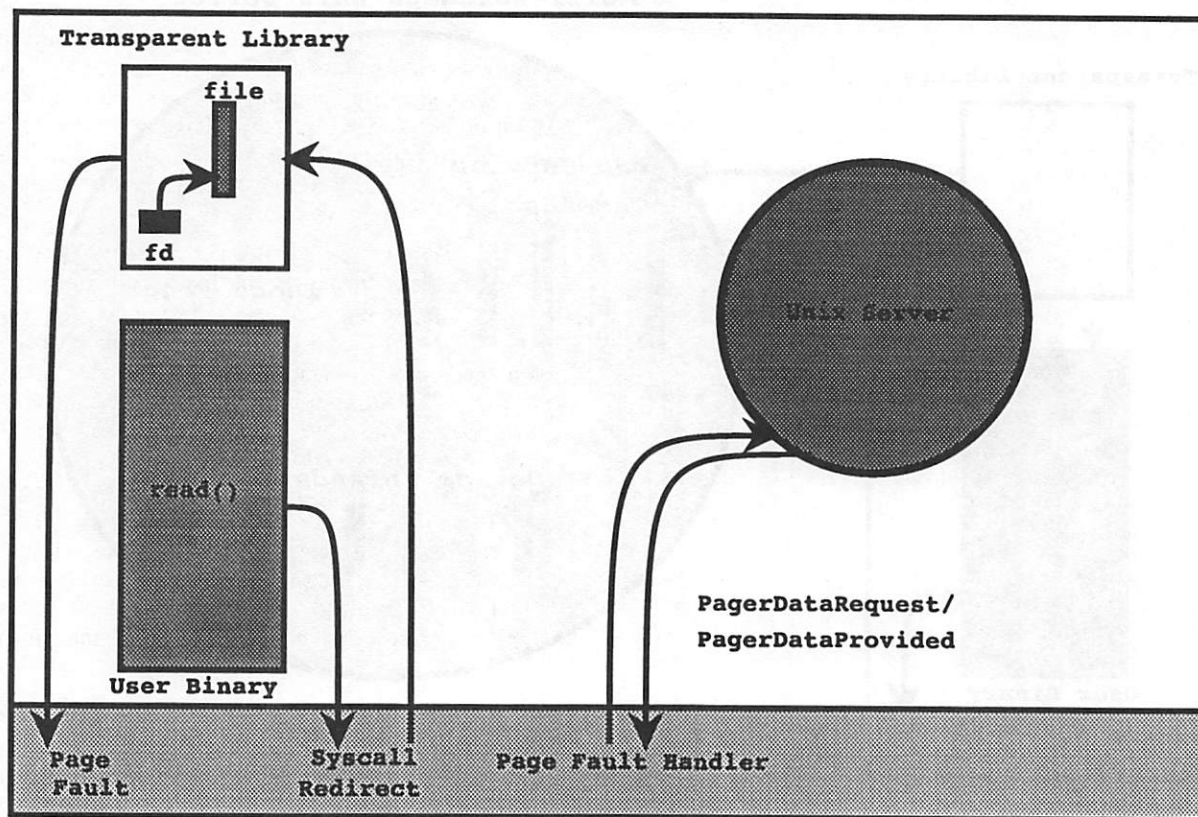 Transparent Library
file
fd
Unix Server
read()
PagerDataRequest/
PagerDataProvided
User Binary
Page
Fault
Syscall
Redirect
Page Fault Handler